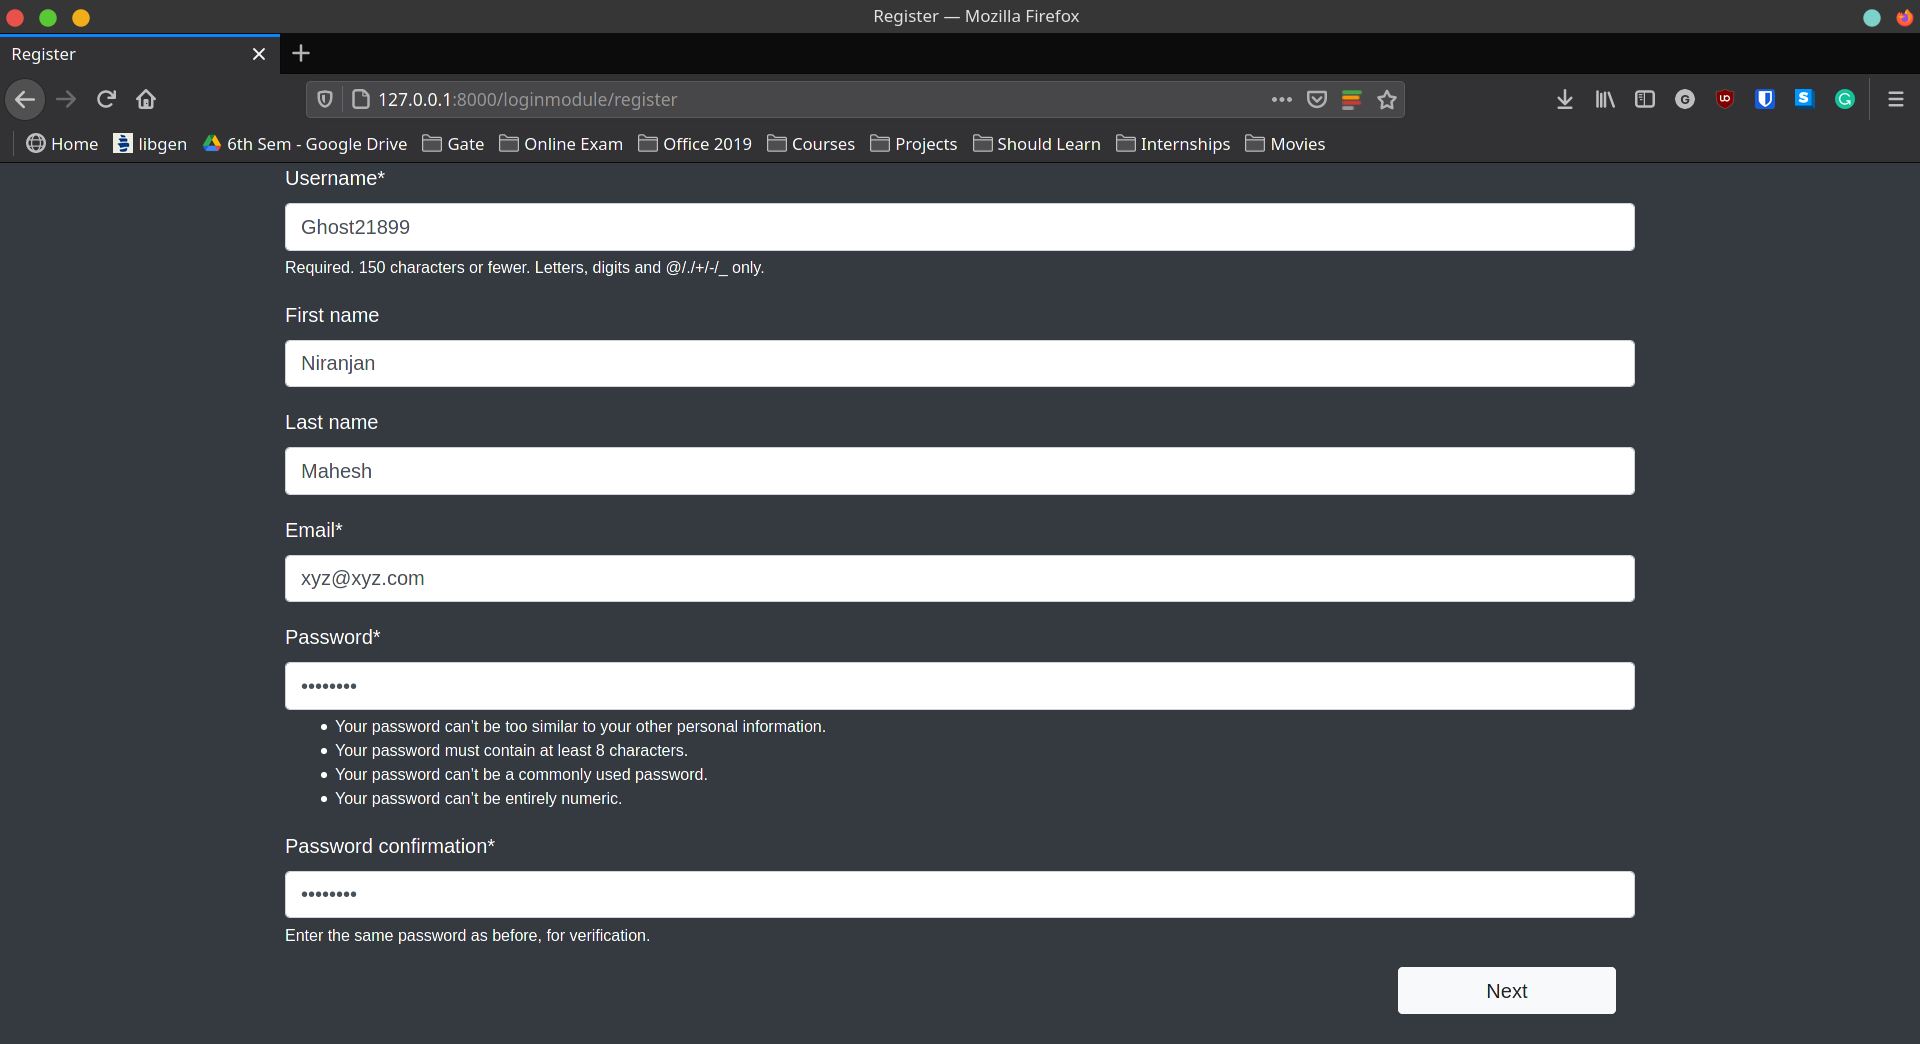 Register — Mozilla Firefox
Register
127.0.0.1:8000/loginmodule/register
Home libgen 6th Sem - Google Drive Gate Online Exam Office 2019 Courses Projects Should Learn Internships Movies
Username*
Ghost21899
Required. 150 characters or fewer. Letters, digits and @/./+/-/_ only.
First name
Niranjan
Last name
Mahesh
Email*
xyz@xyz.com
Password*
••••••••
• Your password can’t be too similar to your other personal information.
• Your password must contain at least 8 characters.
• Your password can’t be a commonly used password.
• Your password can’t be entirely numeric.
Password confirmation*
••••••••
Enter the same password as before, for verification.
Next